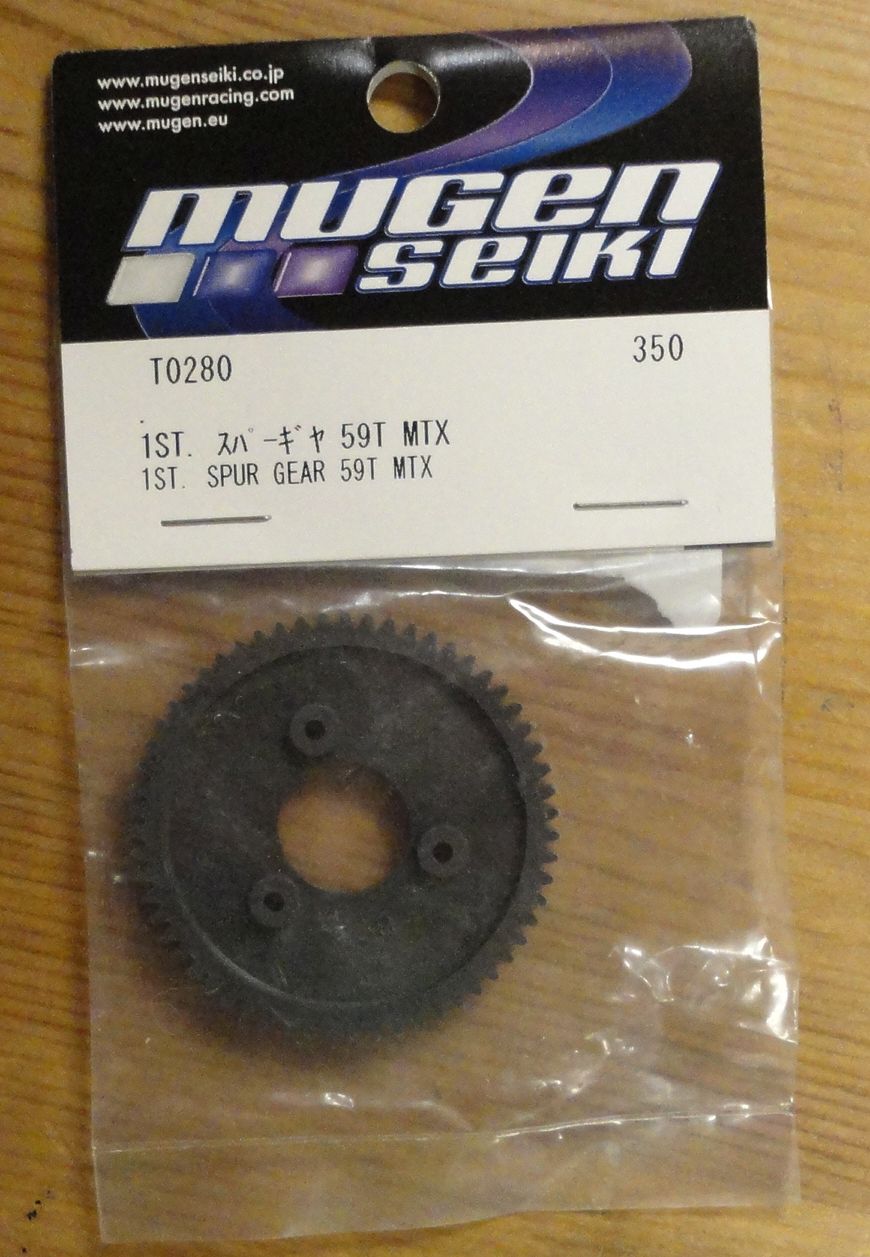 www.mugenseiki.co.jp
www.mugenracing.com
www.mugen.eu
mugen
seiki
T0280 350
1ST. ｽﾊﾟｰｷﾞﾔ 59T MTX
1ST. SPUR GEAR 59T MTX